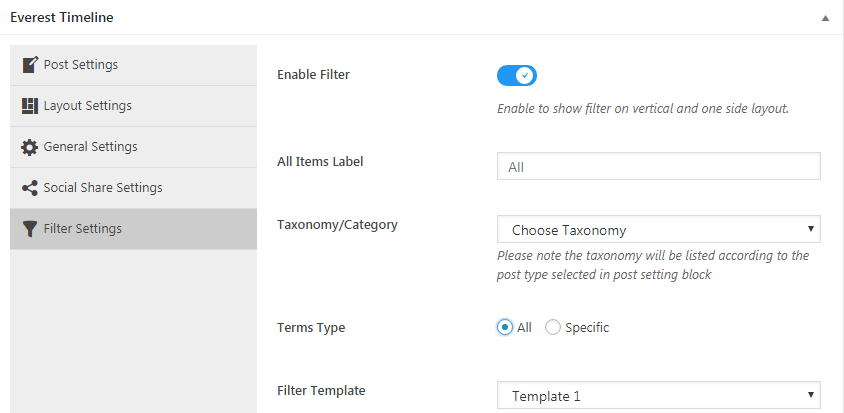 Everest Timeline
Post Settings
Layout Settings
General Settings
Social Share Settings
Filter Settings
Enable Filter
Enable to show filter on vertical and one side layout.
All Items Label
All
Taxonomy/Category
Choose Taxonomy
Please note the taxonomy will be listed according to the
post type selected in post setting block
Terms Type
All Specific
Filter Template
Template 1